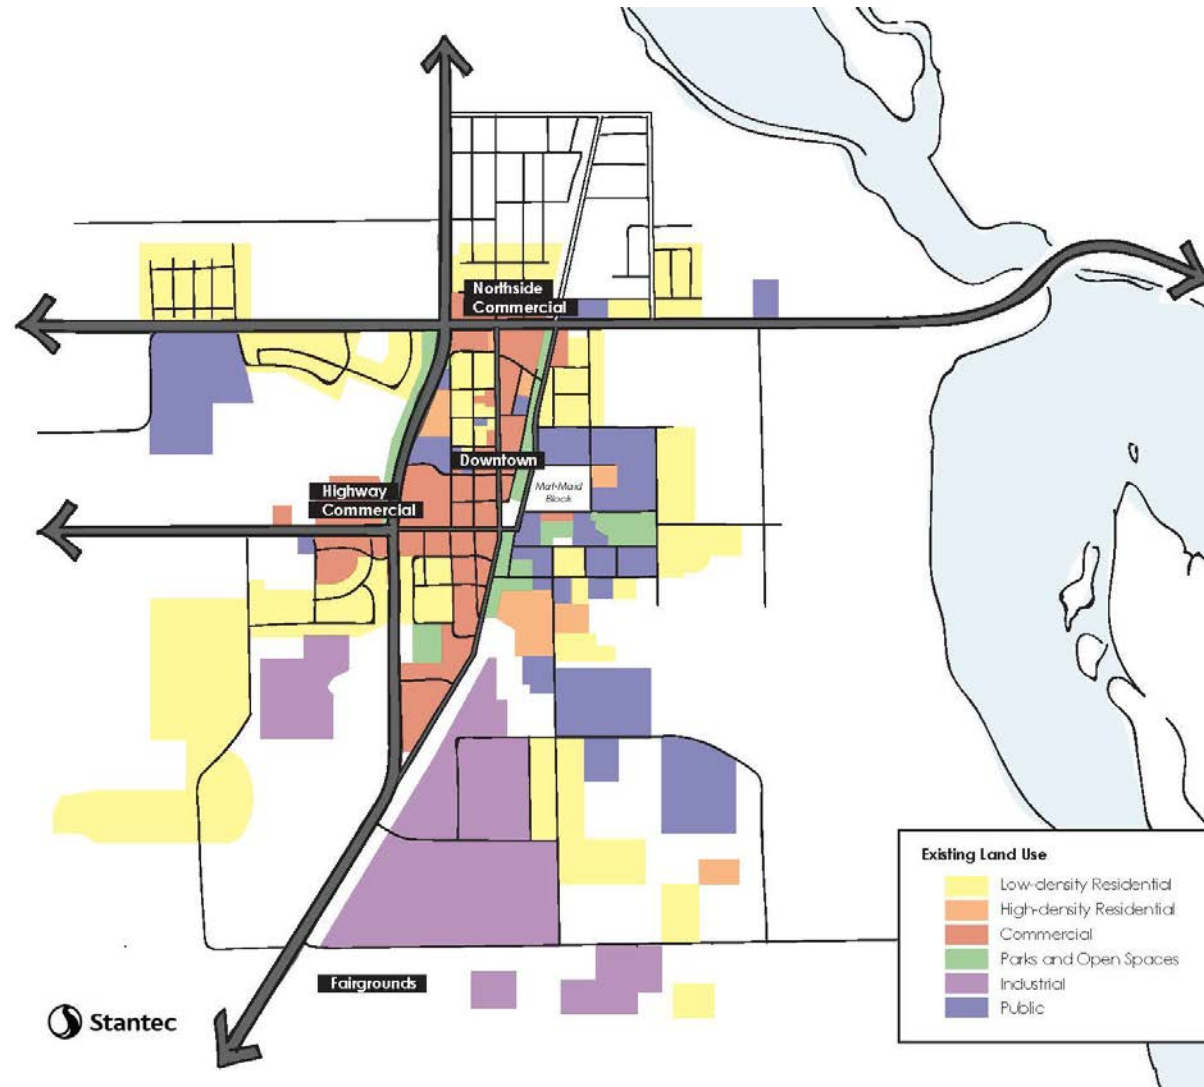 Northside
Commercial
Downtown
Mat-Maid
Block
Highway
Commercial
Existing Land Use
Low-density Residential
High-density Residential
Commercial
Parks and Open Spaces
Industrial
Public
Fairgrounds
Stantec